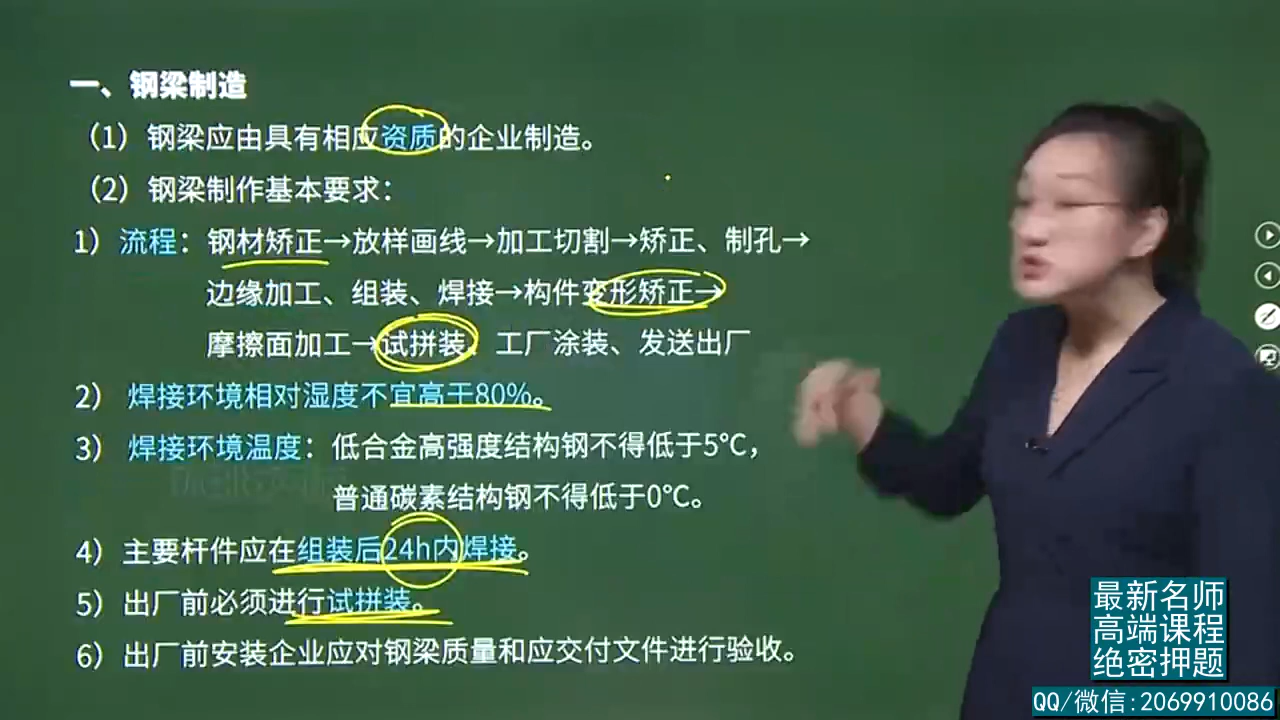 一、钢梁制造
（1）钢梁应由具有相应资质的企业制造。
（2）钢梁制作基本要求：
1）流程：钢材矫正→放样画线→加工切割→矫正、制孔→
边缘加工、组装、焊接→构件变形矫正→
摩擦面加工→试拼装、工厂涂装、发送出厂
2） 焊接环境相对湿度不宜高于80%。
3） 焊接环境温度：低合金高强度结构钢不得低于5℃，
普通碳素结构钢不得低于0℃。
4）主要杆件应在组装后24h内焊接。
5）出厂前必须进行试拼装。
6）出厂前安装企业应对钢梁质量和应交付文件进行验收。
最新名师
高端课程
绝密押题
QQ/微信:2069910086